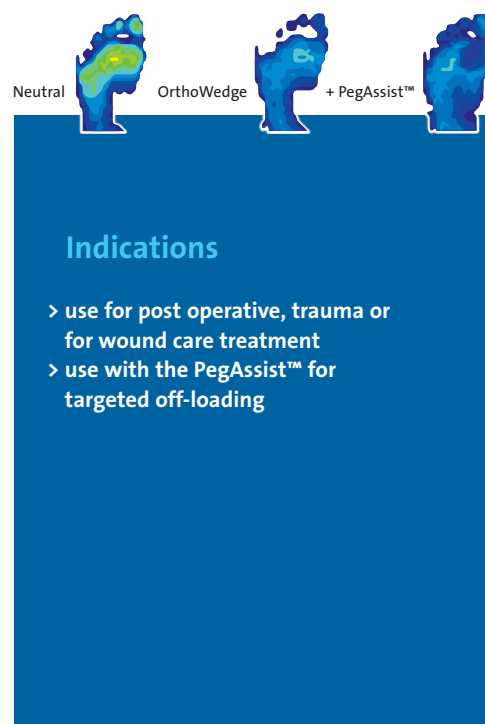 Neutral OrthoWedge + PegAssist™
Indications
> use for post operative, trauma or
for wound care treatment
> use with the PegAssist™ for
targeted off-loading